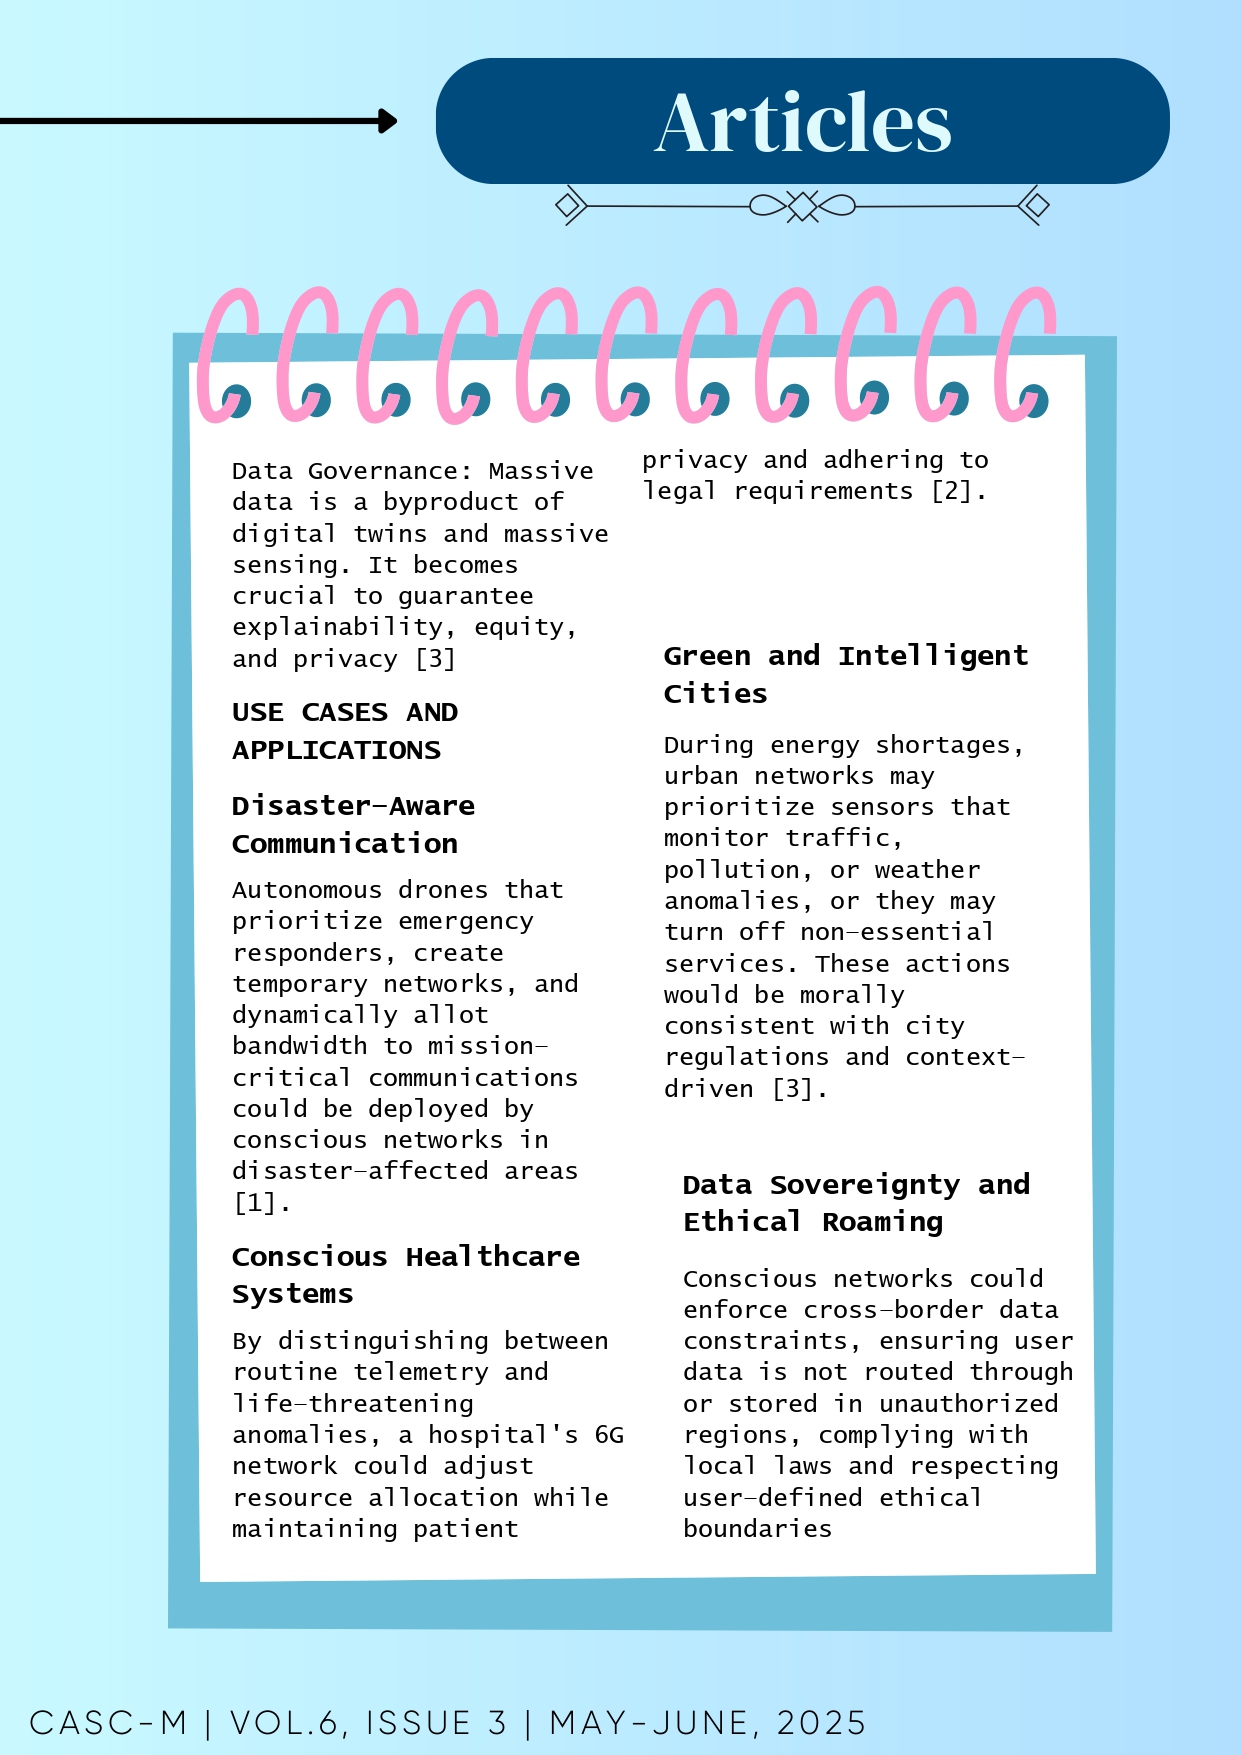 Articles
Data Governance: Massive
data is a byproduct of
digital twins and massive
sensing. It becomes
crucial to guarantee
explainability, equity,
and privacy [3]
USE CASES AND
APPLICATIONS
Disaster-Aware
Communication
Autonomous drones that
prioritize emergency
responders, create
temporary networks, and
dynamically allot
bandwidth to mission-
critical communications
could be deployed by
conscious networks in
disaster-affected areas
[1].
Conscious Healthcare
Systems
By distinguishing between
routine telemetry and
life-threatening
anomalies, a hospital's 6G
network could adjust
resource allocation while
maintaining patient
privacy and adhering to
legal requirements [2].
Green and Intelligent
Cities
During energy shortages,
urban networks may
prioritize sensors that
monitor traffic,
pollution, or weather
anomalies, or they may
turn off non-essential
services. These actions
would be morally
consistent with city
regulations and context-
driven [3].
Data Sovereignty and
Ethical Roaming
Conscious networks could
enforce cross-border data
constraints, ensuring user
data is not routed through
or stored in unauthorized
regions, complying with
local laws and respecting
user-defined ethical
boundaries
CASC-M | VOL.6, ISSUE 3 | MAY-JUNE, 2025